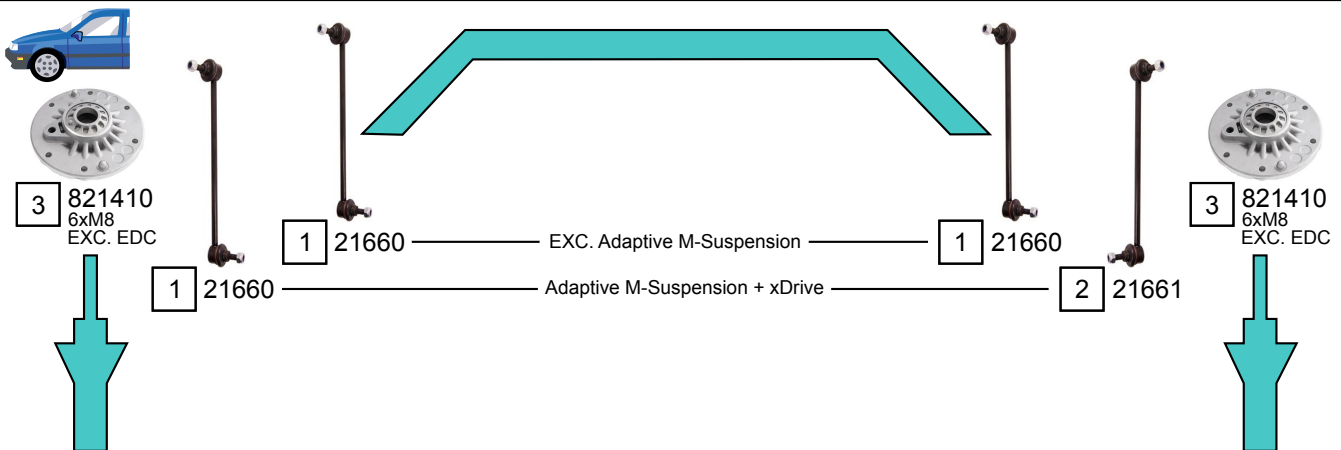 3 821410
6xM8
EXC. EDC
1 21660
EXC. Adaptive M-Suspension
1 21660
3 821410
6xM8
EXC. EDC
1 21660
Adaptive M-Suspension + xDrive
2 21661